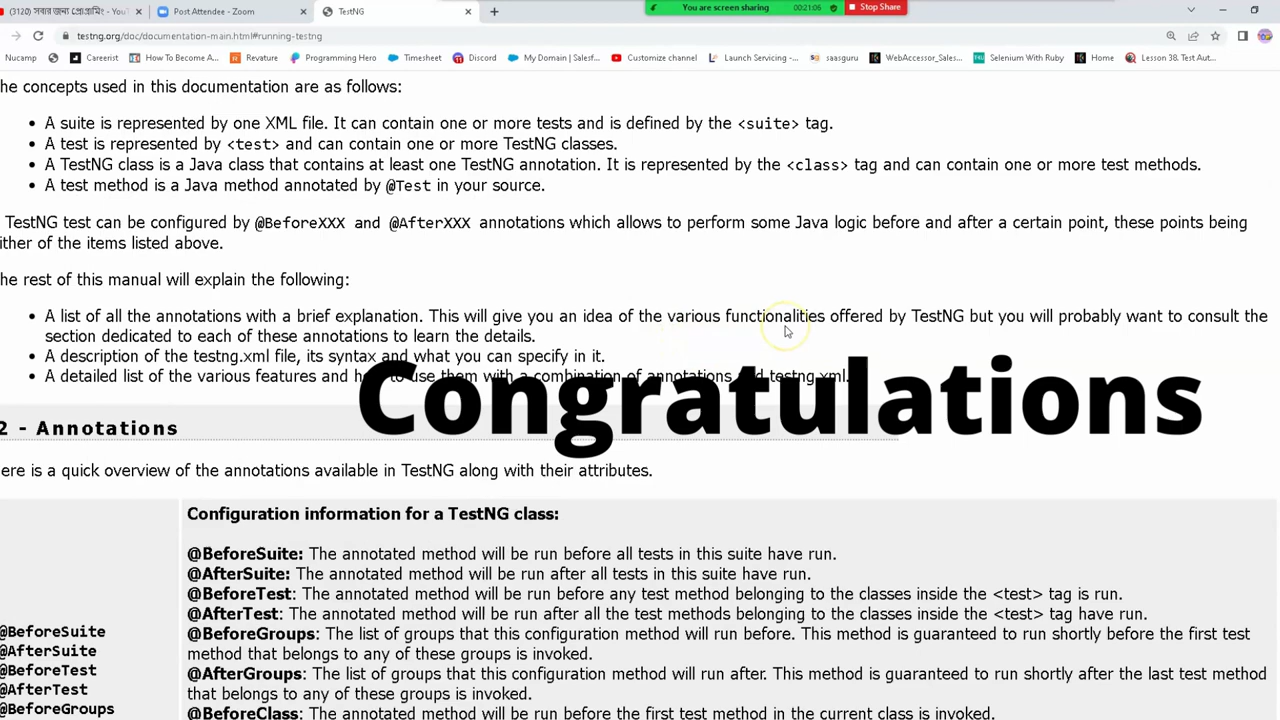 (3120) সবার জন্য প্রোগ্রামিং - You
Post Attendee - Zoom
TestNG
You are screen sharing
00:21:06
Stop Share
testng.org/doc/documentation-main.html#running-testng
Nucamp
Careerist
How To Become A...
Revature
Programming Hero
Timesheet
Discord
My Domain | Salesf...
Customize channel
Launch Servicing -...
saasguru
WebAccessor_Sales...
Selenium With Ruby
Home
Lesson 38. Test Aut...
he concepts used in this documentation are as follows:
• A suite is represented by one XML file. It can contain one or more tests and is defined by the <suite> tag.
• A test is represented by <test> and can contain one or more TestNG classes.
• A TestNG class is a Java class that contains at least one TestNG annotation. It is represented by the <class> tag and can contain one or more test methods.
• A test method is a Java method annotated by @Test in your source.
TestNG test can be configured by @BeforeXXX and @AfterXXX annotations which allows to perform some Java logic before and after a certain point, these points being
ither of the items listed above.
he rest of this manual will explain the following:
• A list of all the annotations with a brief explanation. This will give you an idea of the various functionalities offered by TestNG but you will probably want to consult the
section dedicated to each of these annotations to learn the details.
• A description of the testng.xml file, its syntax and what you can specify in it.
• A detailed list of the various features and how to use them with a combination of annotations and testng.xml.
Congratulations
2 - Annotations
ere is a quick overview of the annotations available in TestNG along with their attributes.
Configuration information for a TestNG class:
@BeforeSuite: The annotated method will be run before all tests in this suite have run.
@AfterSuite: The annotated method will be run after all tests in this suite have run.
@BeforeTest: The annotated method will be run before any test method belonging to the classes inside the <test> tag is run.
@AfterTest: The annotated method will be run after all the test methods belonging to the classes inside the <test> tag have run.
@BeforeGroups: The list of groups that this configuration method will run before. This method is guaranteed to run shortly before the first test
method that belongs to any of these groups is invoked.
@AfterGroups: The list of groups that this configuration method will run after. This method is guaranteed to run shortly after the last test method
that belongs to any of these groups is invoked.
@BeforeClass: The annotated method will be run before the first test method in the current class is invoked.
@BeforeSuite
@AfterSuite
@BeforeTest
@AfterTest
@BeforeGroups